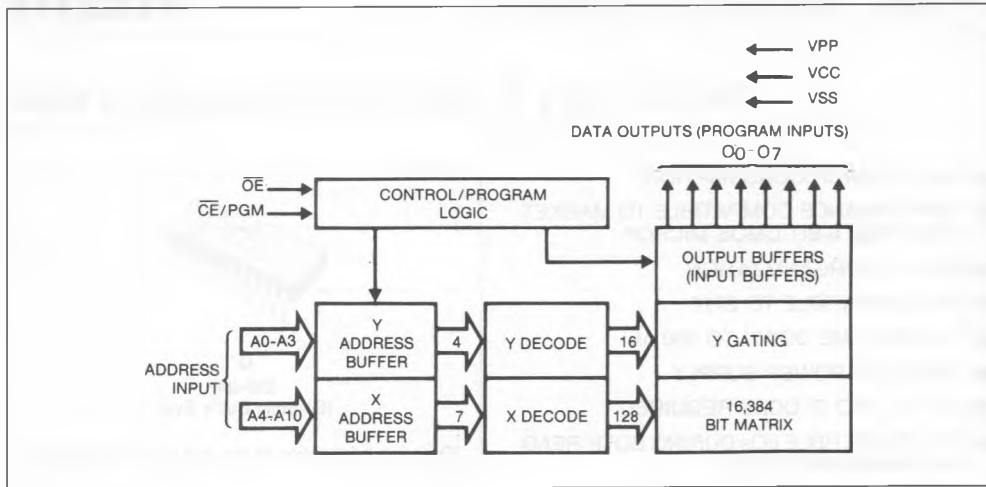 VPP
VCC
VSS
DATA OUTPUTS (PROGRAM INPUTS)
O0-O7
OE
CE/PGM
CONTROL/PROGRAM
LOGIC
OUTPUT BUFFERS
(INPUT BUFFERS)
ADDRESS
INPUT
A0-A3
Y
ADDRESS
BUFFER
4
Y DECODE
16
Y GATING
A4-A10
X
ADDRESS
BUFFER
7
X DECODE
128
16,384
BIT MATRIX